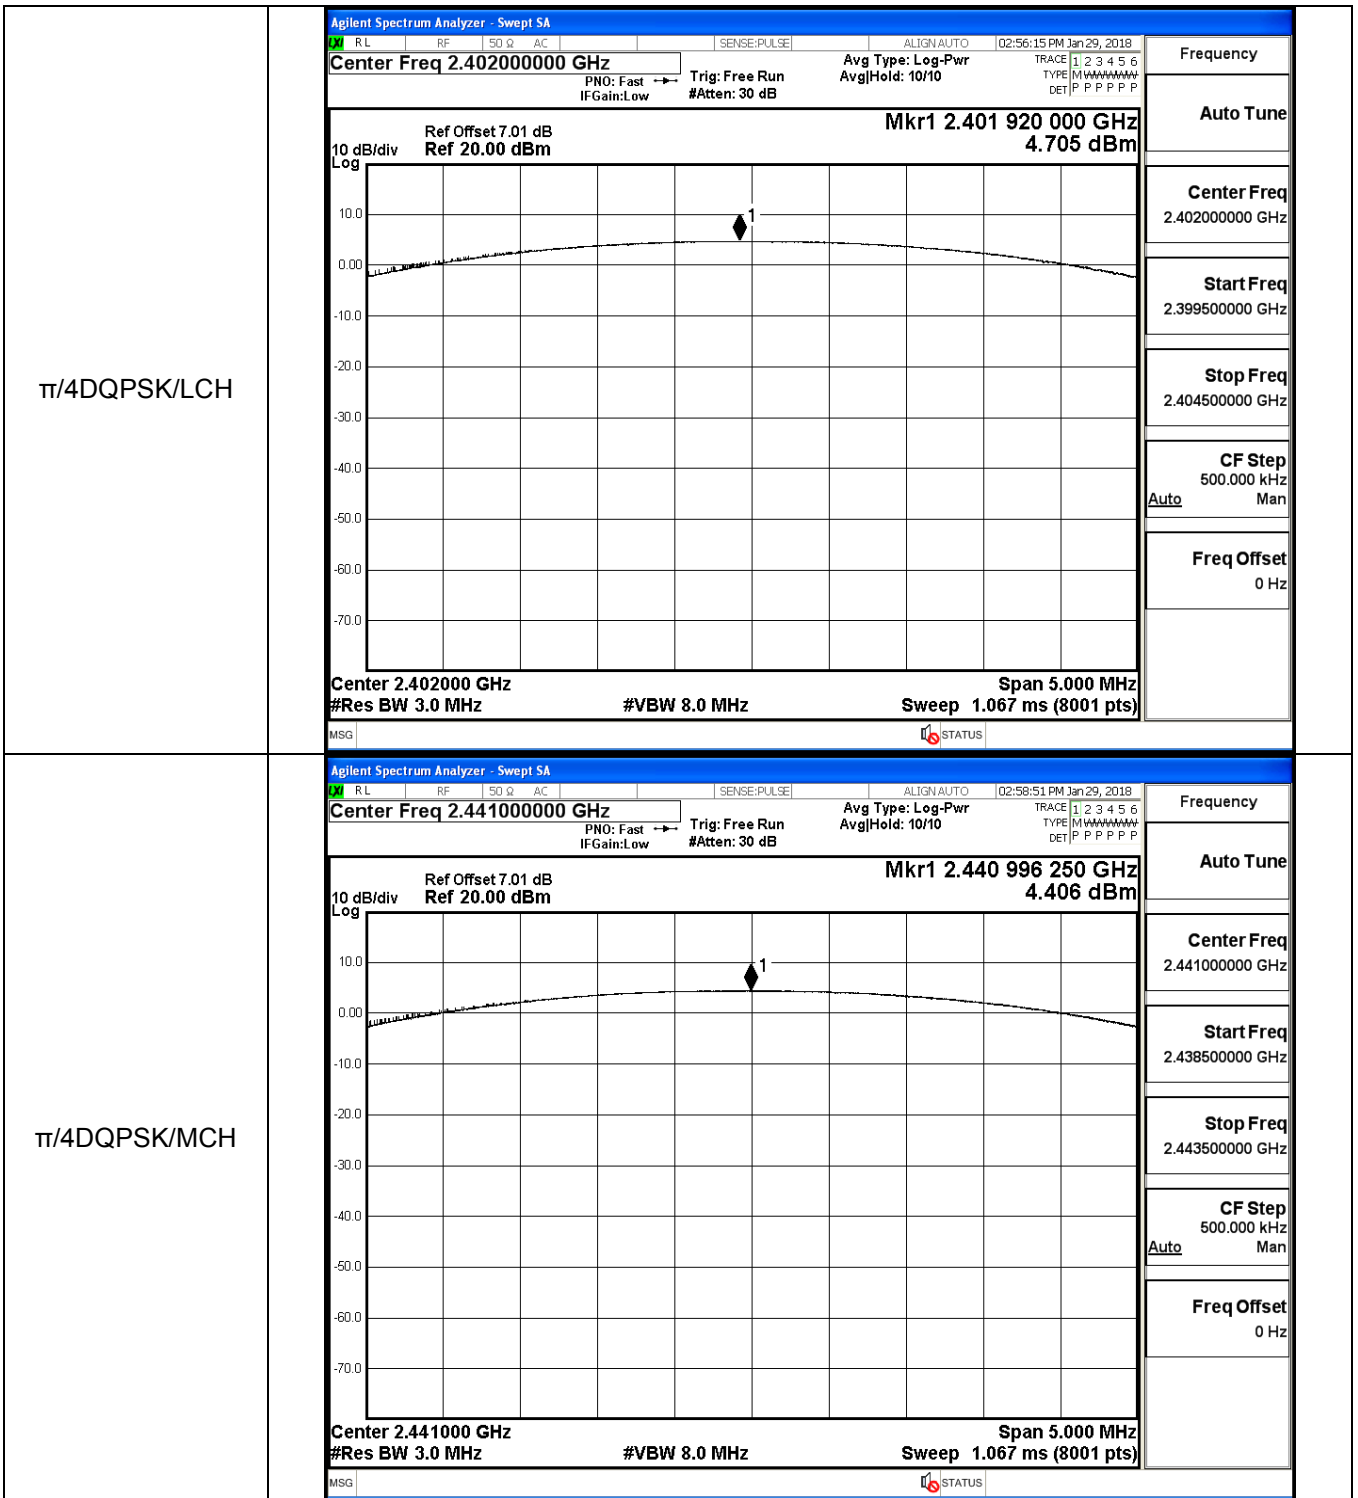 π/4DQPSK/LCH
Agilent Spectrum Analyzer - Swept SA
LXI RL RF 50 Ω AC SENSE:PULSE ALIGN AUTO 02:56:15 PM Jan 29, 2018
Center Freq 2.402000000 GHz Avg Type: Log-Pwr TRACE 1 2 3 4 5 6
PNO: Fast Trig: Free Run Avg|Hold: 10/10 TYPE M WWWWW
IFGain:Low #Atten: 30 dB DET P P P P P P
Mkr1 2.401 920 000 GHz
Ref Offset 7.01 dB
10 dB/div Ref 20.00 dBm 4.705 dBm
Log
1
10.0
0.00
-10.0
-20.0
-30.0
-40.0
-50.0
-60.0
-70.0
Center 2.402000 GHz Span 5.000 MHz
#Res BW 3.0 MHz #VBW 8.0 MHz Sweep 1.067 ms (8001 pts)
MSG STATUS
Frequency
Auto Tune
Center Freq
2.402000000 GHz
Start Freq
2.399500000 GHz
Stop Freq
2.404500000 GHz
CF Step
500.000 kHz
Auto Man
Freq Offset
0 Hz
π/4DQPSK/MCH
Agilent Spectrum Analyzer - Swept SA
LXI RL RF 50 Ω AC SENSE:PULSE ALIGN AUTO 02:58:51 PM Jan 29, 2018
Center Freq 2.441000000 GHz Avg Type: Log-Pwr TRACE 1 2 3 4 5 6
PNO: Fast Trig: Free Run Avg|Hold: 10/10 TYPE M WWWWW
IFGain:Low #Atten: 30 dB DET P P P P P P
Mkr1 2.440 996 250 GHz
Ref Offset 7.01 dB
10 dB/div Ref 20.00 dBm 4.406 dBm
Log
1
10.0
0.00
-10.0
-20.0
-30.0
-40.0
-50.0
-60.0
-70.0
Center 2.441000 GHz Span 5.000 MHz
#Res BW 3.0 MHz #VBW 8.0 MHz Sweep 1.067 ms (8001 pts)
MSG STATUS
Frequency
Auto Tune
Center Freq
2.441000000 GHz
Start Freq
2.438500000 GHz
Stop Freq
2.443500000 GHz
CF Step
500.000 kHz
Auto Man
Freq Offset
0 Hz